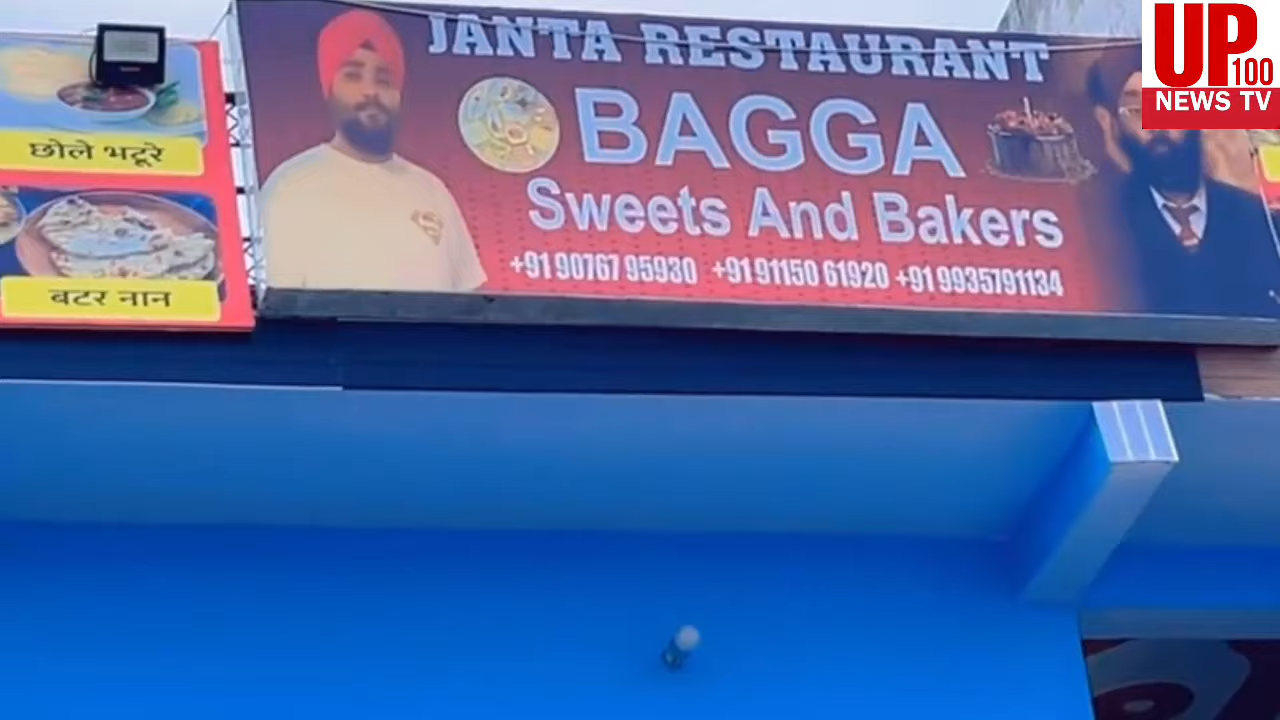 JANTA RESTAURANT
BAGGA
Sweets And Bakers
+91 90767 95930 +91 91150 61920 +91 9935791134
छोले भटूरे
बटर नान
UP
100
NEWS TV